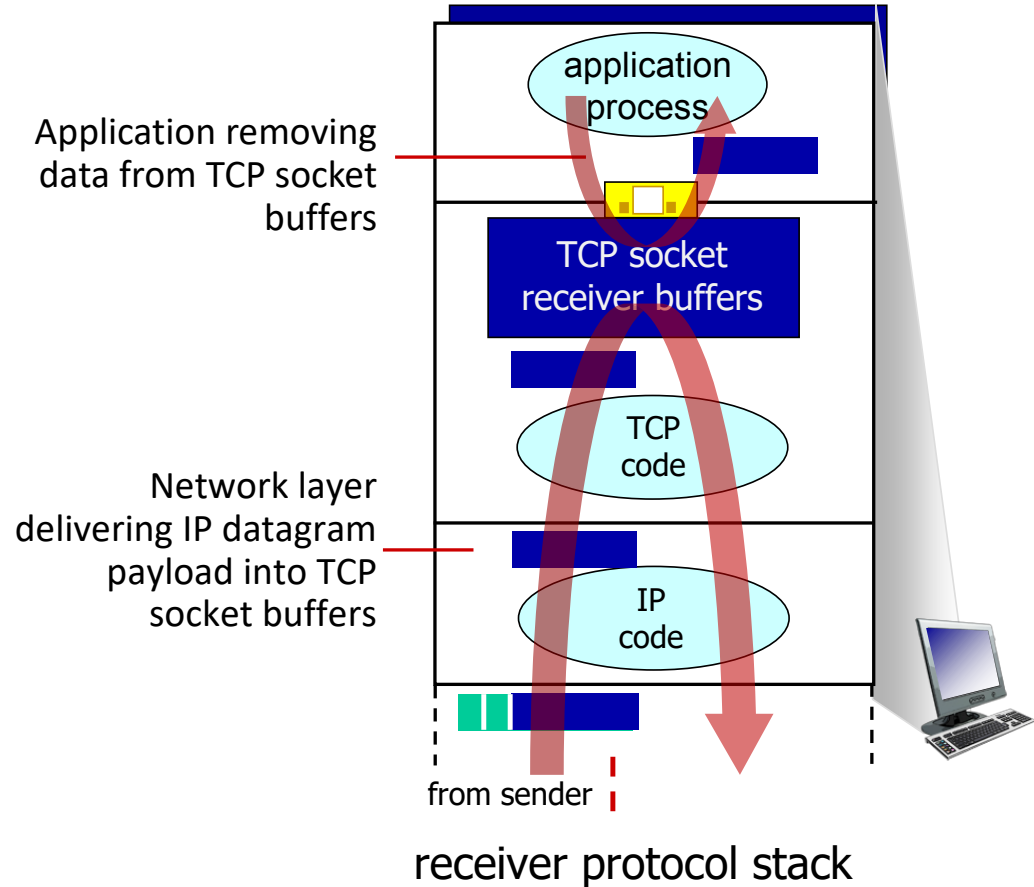 application
process
Application removing
data from TCP socket
buffers
TCP socket
receiver buffers
TCP
code
Network layer
delivering IP datagram
payload into TCP
socket buffers
IP
code
from sender
receiver protocol stack